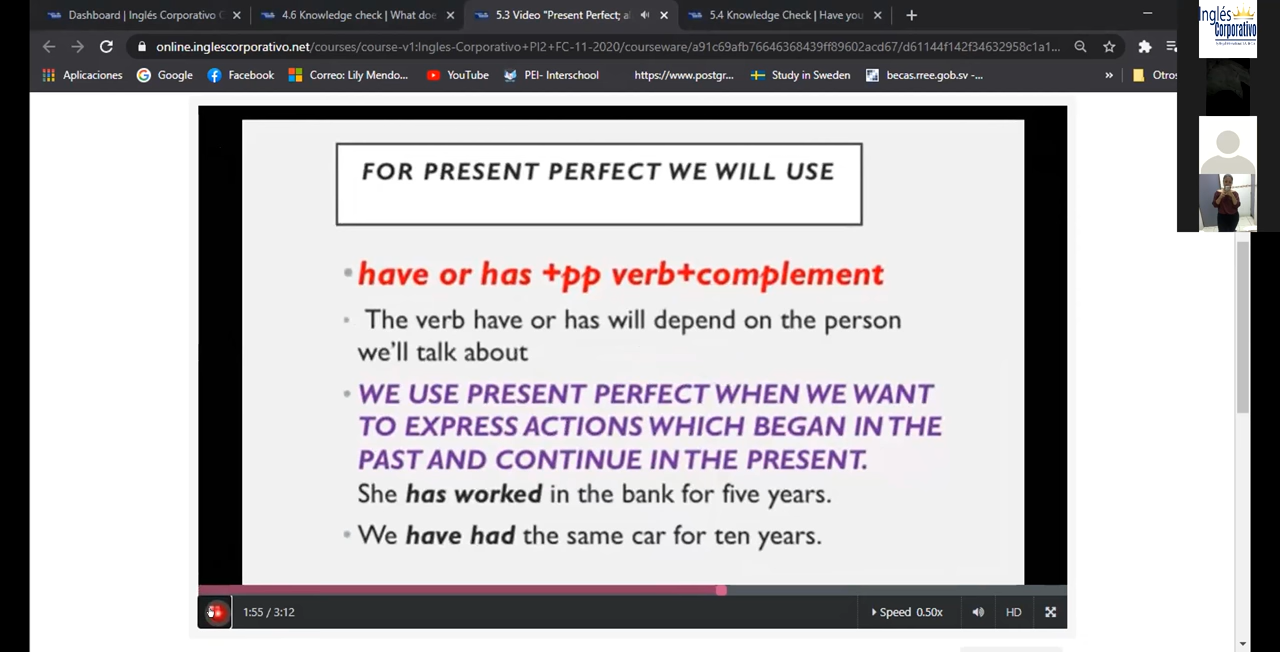 Dashboard | Inglés Corporativo
4.6 Knowledge check | What doe
5.3 Video "Present Perfect; a
5.4 Knowledge Check | Have you
online.inglescorporativo.net/courses/course-v1:Ingles-Corporativo+PI2+FC-11-2020/courseware/a91c69afb76646368439ff89602acd67/d61144f142f34632958c1a1...
Aplicaciones
Google
Facebook
Correo: Lily Mendo...
YouTube
PEI- Interschool
https://www.postgr...
Study in Sweden
becas.rree.gob.sv -...
»
Otros
Inglés
Corporativo
FOR PRESENT PERFECT WE WILL USE
• have or has +pp verb+complement
• The verb have or has will depend on the person
we'll talk about
• WE USE PRESENT PERFECT WHEN WE WANT
TO EXPRESS ACTIONS WHICH BEGAN IN THE
PAST AND CONTINUE IN THE PRESENT.
She has worked in the bank for five years.
• We have had the same car for ten years.
1:55 / 3:12
Speed 0.50x
HD